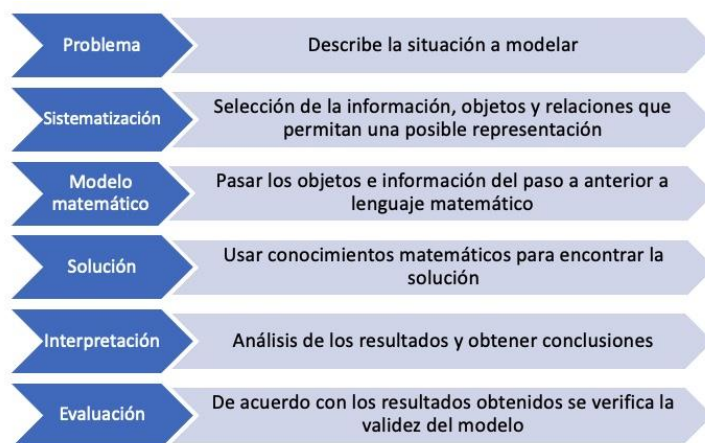 Problema
Describe la situación a modelar
Sistematización
Selección de la información, objetos y relaciones que
permitan una posible representación
Modelo
matemático
Pasar los objetos e información del paso a anterior a
lenguaje matemático
Solución
Usar conocimientos matemáticos para encontrar la
solución
Interpretación
Análisis de los resultados y obtener conclusiones
Evaluación
De acuerdo con los resultados obtenidos se verifica la
validez del modelo